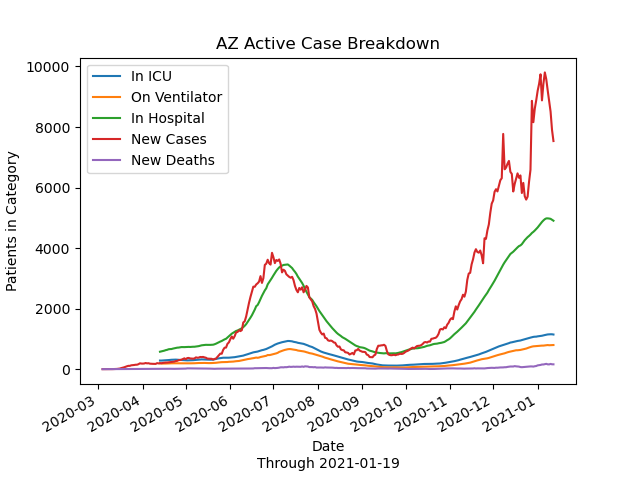 AZ Active Case Breakdown
10000
8000
6000
4000
2000
0
Patients in Category
In ICU
On Ventilator
In Hospital
New Cases
New Deaths
2020-03
2020-04
2020-05
2020-06
2020-07
2020-08
2020-09
2020-10
2020-11
2020-12
2021-01
Date
Through 2021-01-19